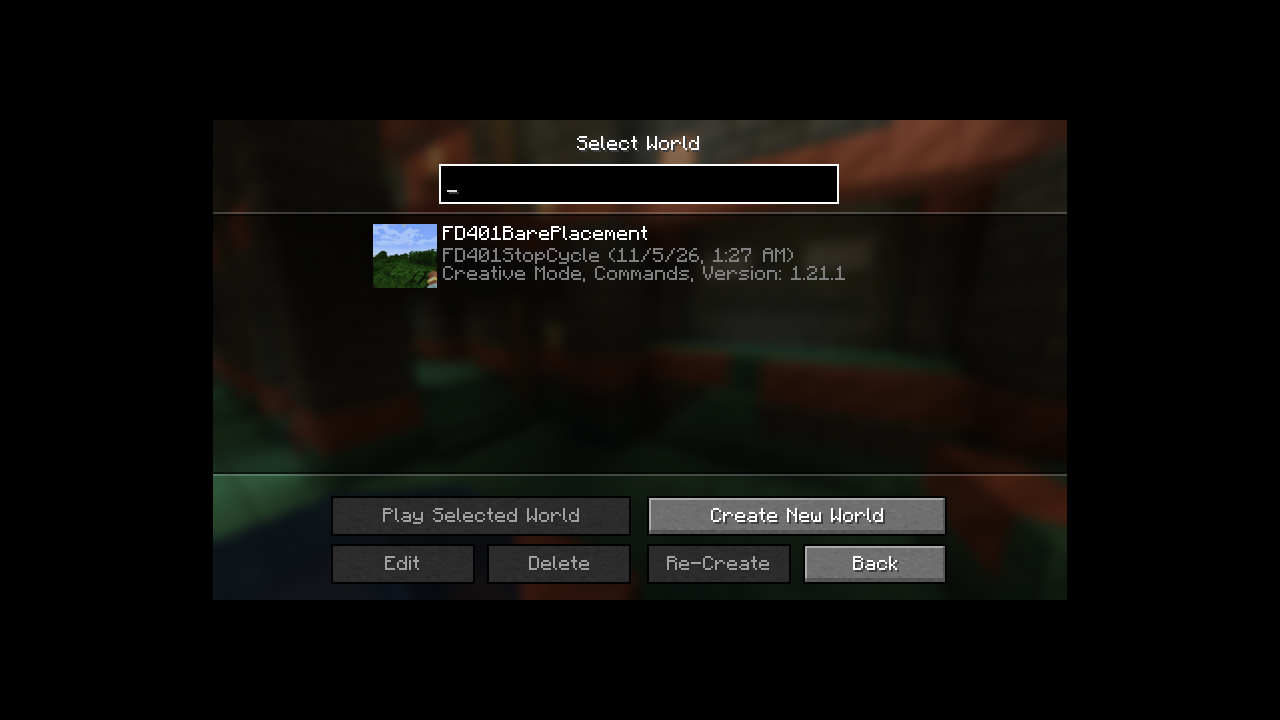 Select World
_
FD401BarePlacement
FD401StopCycle (11/5/26, 1:27 AM)
Creative Mode, Commands, Version: 1.21.1
Play Selected World
Create New World
Edit
Delete
Re-Create
Back